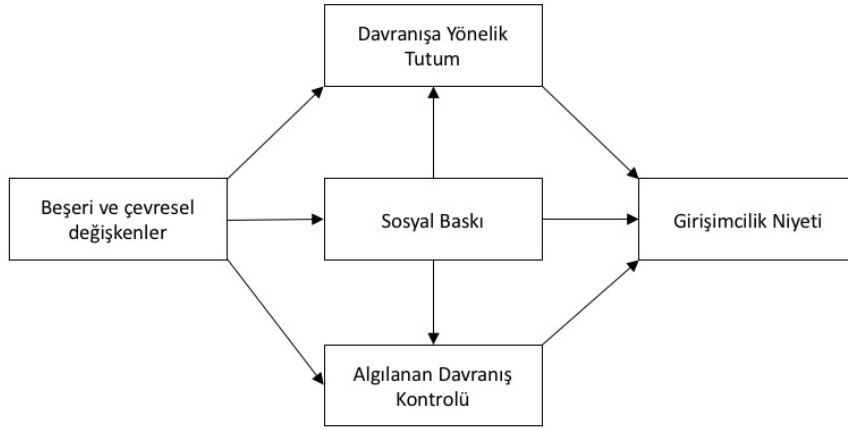 Davranışa Yönelik
Tutum
Beşeri ve çevresel
değişkenler
Sosyal Baskı
Girişimcilik Niyeti
Algılanan Davranış
Kontrolü